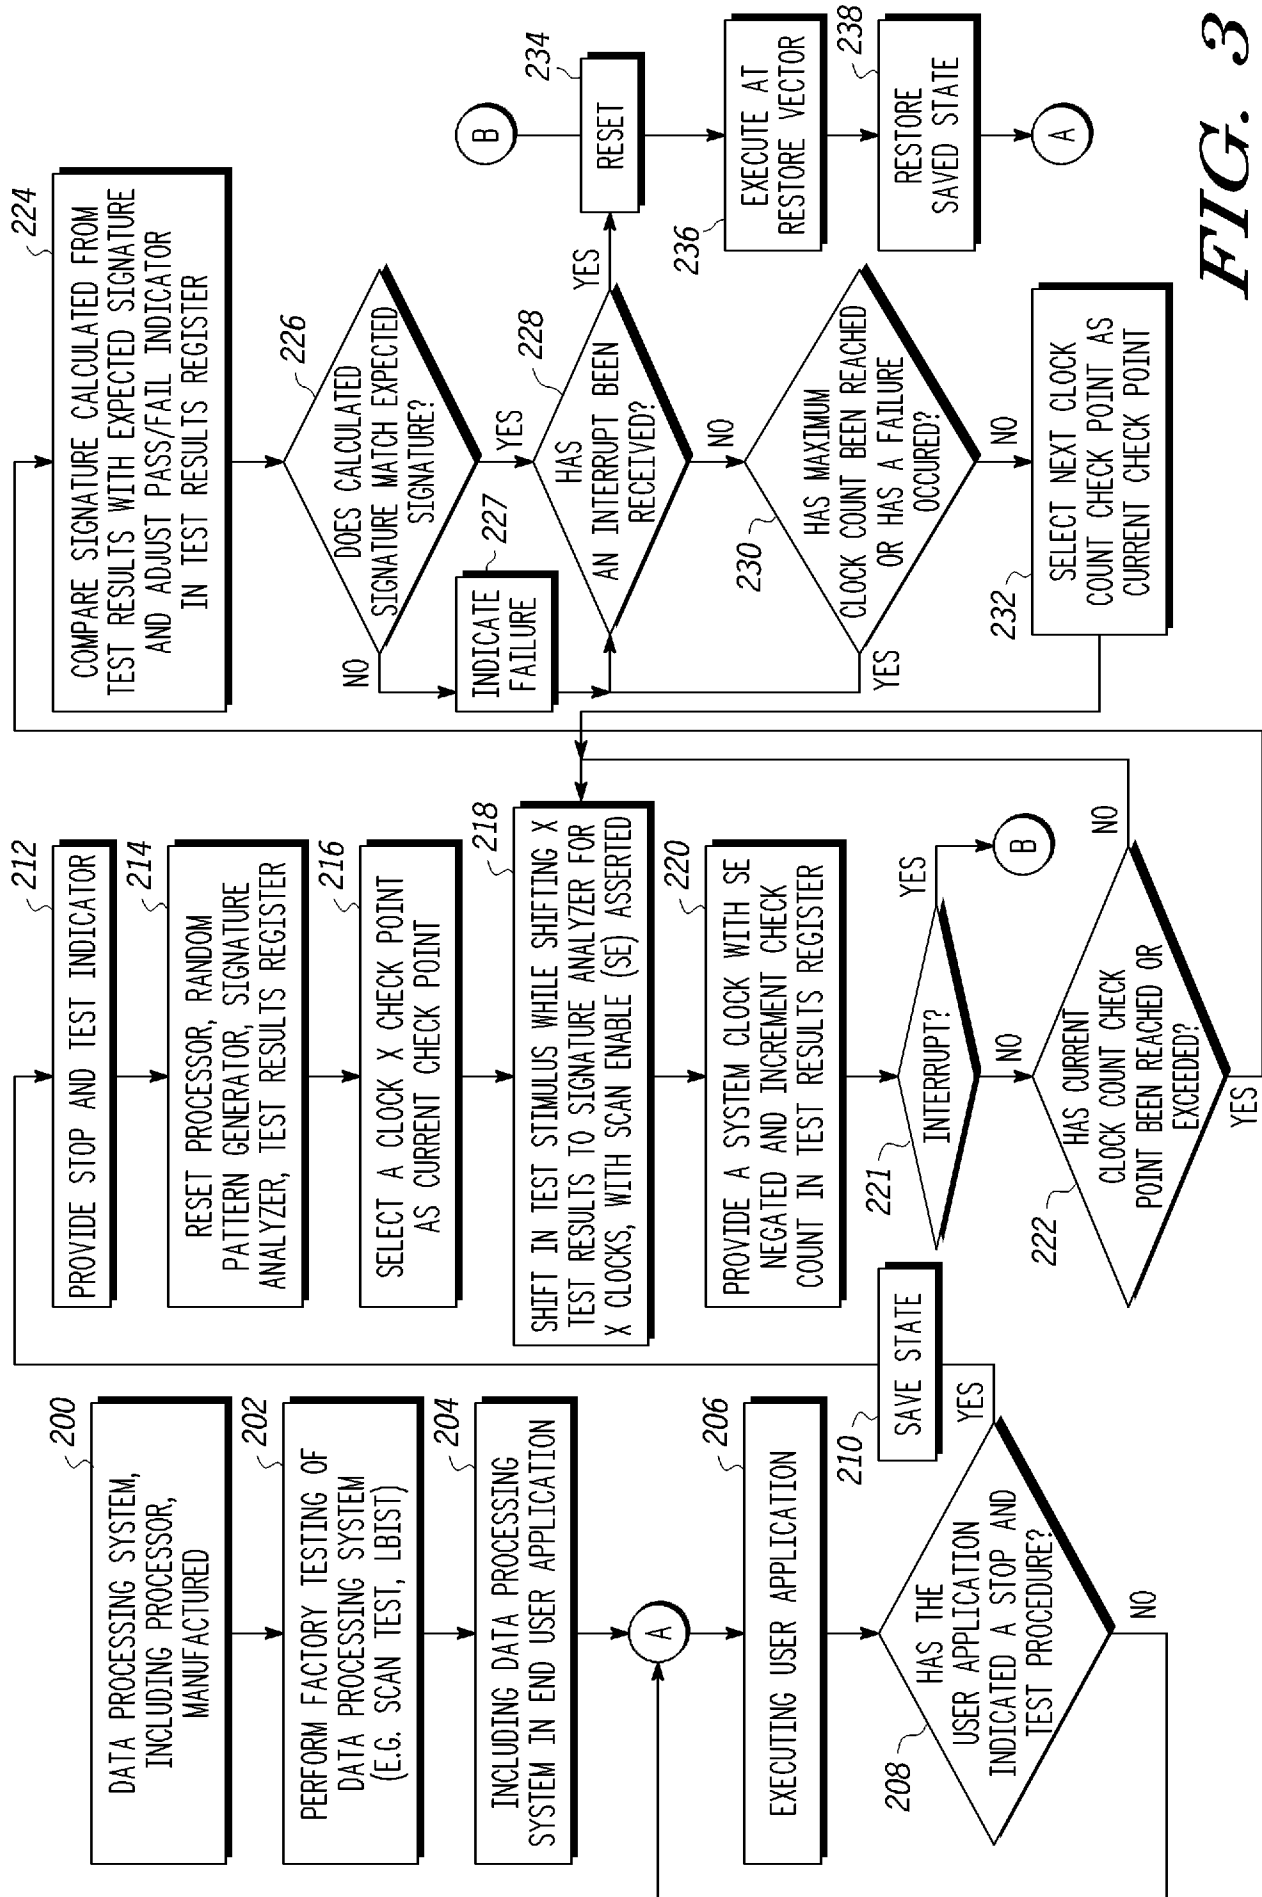 200
DATA PROCESSING SYSTEM,
INCLUDING PROCESSOR,
MANUFACTURED
202
PERFORM FACTORY TESTING OF
DATA PROCESSING SYSTEM
(E.G. SCAN TEST, LBIST)
204
INCLUDING DATA PROCESSING
SYSTEM IN END USER APPLICATION
A
206
EXECUTING USER APPLICATION
208
HAS THE
USER APPLICATION
INDICATED A STOP AND
TEST PROCEDURE?
NO
YES
210
SAVE STATE
212
PROVIDE STOP AND TEST INDICATOR
214
RESET PROCESSOR, RANDOM
PATTERN GENERATOR, SIGNATURE
ANALYZER, TEST RESULTS REGISTER
216
SELECT A CLOCK X CHECK POINT
AS CURRENT CHECK POINT
218
SHIFT IN TEST STIMULUS WHILE SHIFTING X
TEST RESULTS TO SIGNATURE ANALYZER FOR
X CLOCKS, WITH SCAN ENABLE (SE) ASSERTED
220
PROVIDE A SYSTEM CLOCK WITH SE
NEGATED AND INCREMENT CHECK
COUNT IN TEST RESULTS REGISTER
221
INTERRUPT?
YES
B
NO
222
HAS CURRENT
CLOCK COUNT CHECK
POINT BEEN REACHED OR
EXCEEDED?
NO
YES
224
COMPARE SIGNATURE CALCULATED FROM
TEST RESULTS WITH EXPECTED SIGNATURE
AND ADJUST PASS/FAIL INDICATOR
IN TEST RESULTS REGISTER
226
DOES CALCULATED
SIGNATURE MATCH EXPECTED
SIGNATURE?
NO
YES
227
INDICATE
FAILURE
228
HAS
AN INTERRUPT BEEN
RECEIVED?
YES
NO
230
HAS MAXIMUM
CLOCK COUNT BEEN REACHED
OR HAS A FAILURE
OCCURED?
YES
NO
232
SELECT NEXT CLOCK
COUNT CHECK POINT AS
CURRENT CHECK POINT
B
234
RESET
236
EXECUTE AT
RESTORE VECTOR
238
RESTORE
SAVED STATE
A
FIG. 3